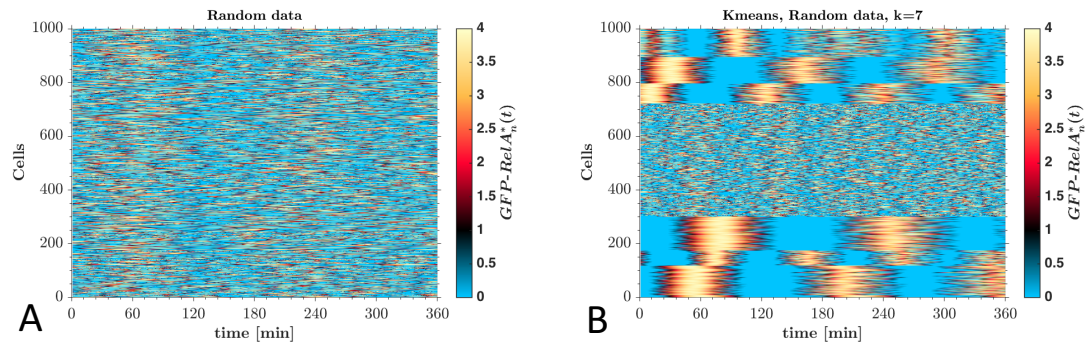 Random data
1000
800
600
400
200
0
Cells
0 60 120 180 240 300 360
time [min]
4
3.5
3
2.5
2
1.5
1
0.5
0
GFP-RelA*n(t)
A
Kmeans, Random data, k=7
1000
800
600
400
200
0
Cells
0 60 120 180 240 300 360
time [min]
4
3.5
3
2.5
2
1.5
1
0.5
0
GFP-RelA*n(t)
B